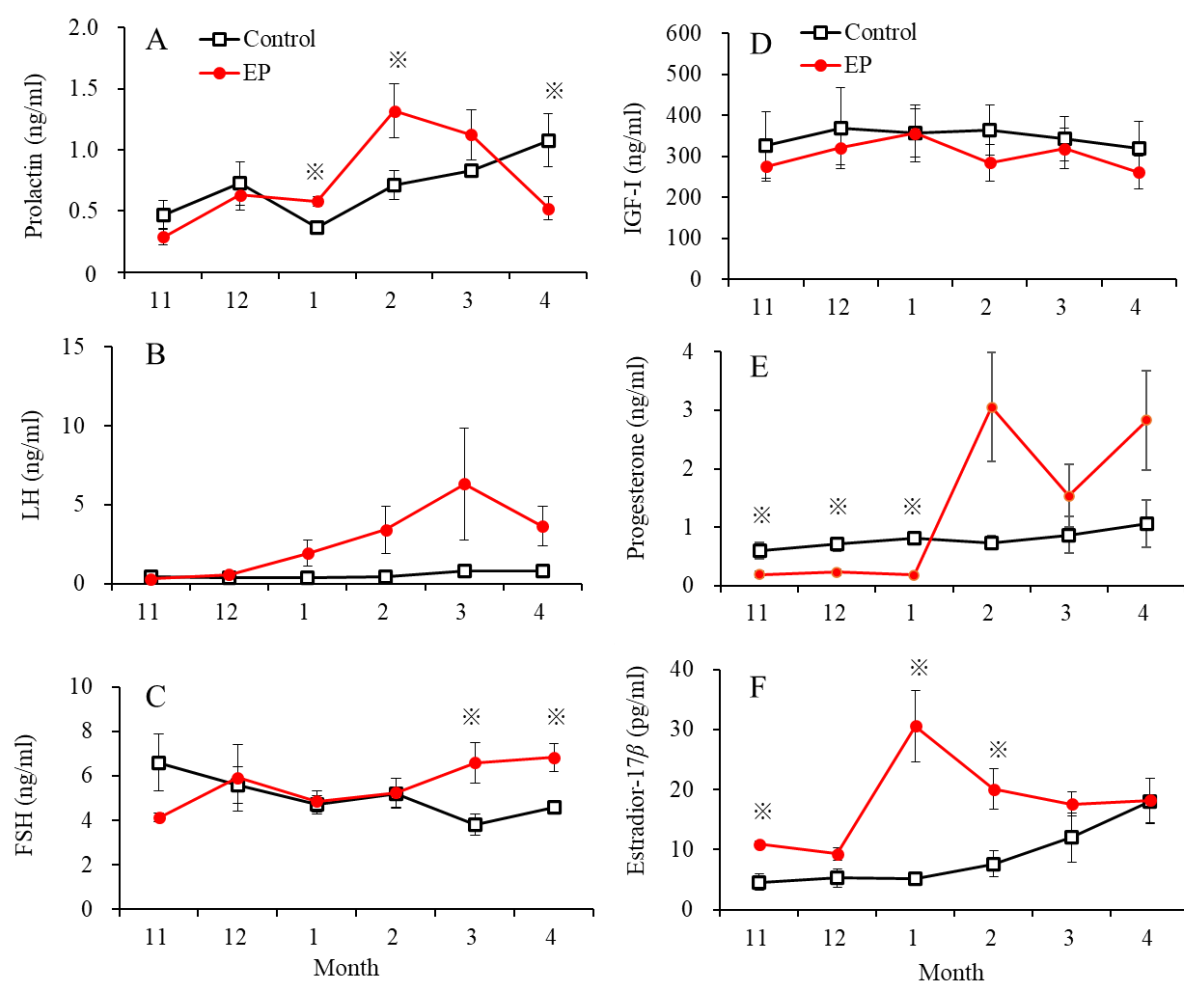 A
Control
EP
Prolactin (ng/ml)
2.0
1.5
1.0
0.5
0
※
※
※
11 12 1 2 3 4
B
LH (ng/ml)
15
10
5
0
11 12 1 2 3 4
C
FSH (ng/ml)
10
8
6
4
2
0
※ ※
11 12 1 2 3 4
Month
D
Control
EP
IGF-I (ng/ml)
600
500
400
300
200
100
0
11 12 1 2 3 4
E
Progesterone (ng/ml)
4
3
2
1
0
※ ※ ※
11 12 1 2 3 4
F
Estradior-17β (pg/ml)
40
30
20
10
0
※
※
※
11 12 1 2 3 4
Month